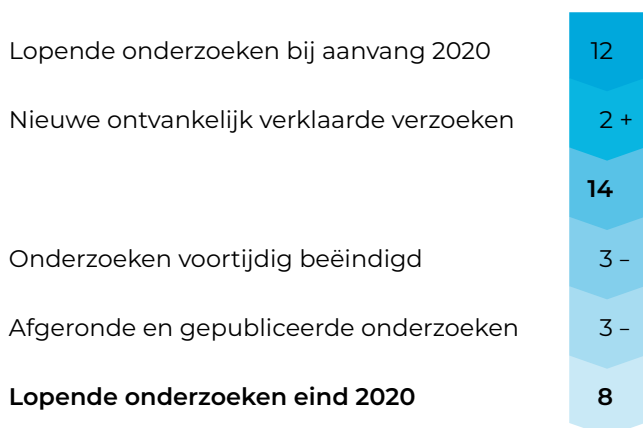 Lopende onderzoeken bij aanvang 2020 12
Nieuwe ontvankelijk verklaarde verzoeken 2 +
14
Onderzoeken voortijdig beëindigd 3 –
Afgeronde en gepubliceerde onderzoeken 3 –
Lopende onderzoeken eind 2020 8